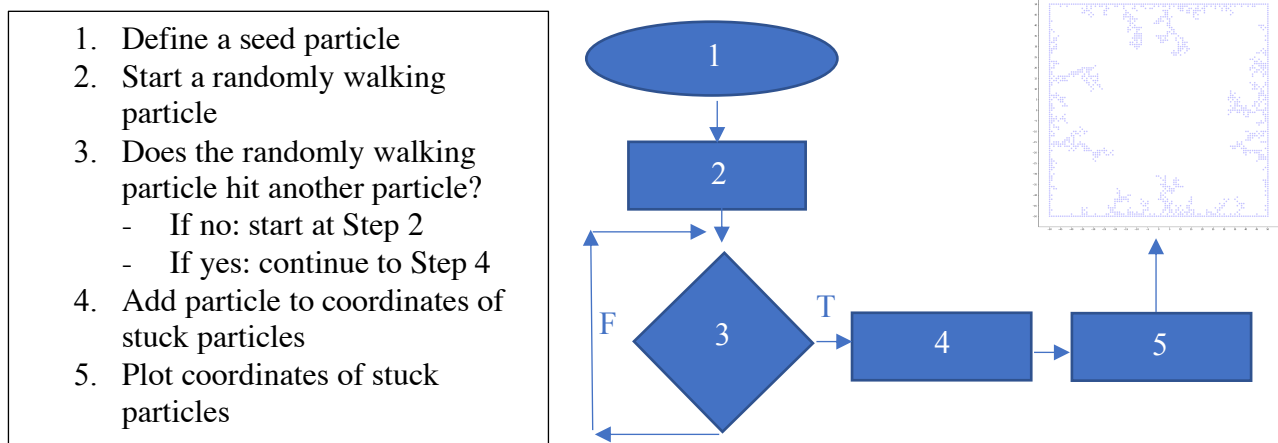 1. Define a seed particle
2. Start a randomly walking
particle
3. Does the randomly walking
particle hit another particle?
- If no: start at Step 2
- If yes: continue to Step 4
4. Add particle to coordinates of
stuck particles
5. Plot coordinates of stuck
particles
1
2
3
F
T
4
5